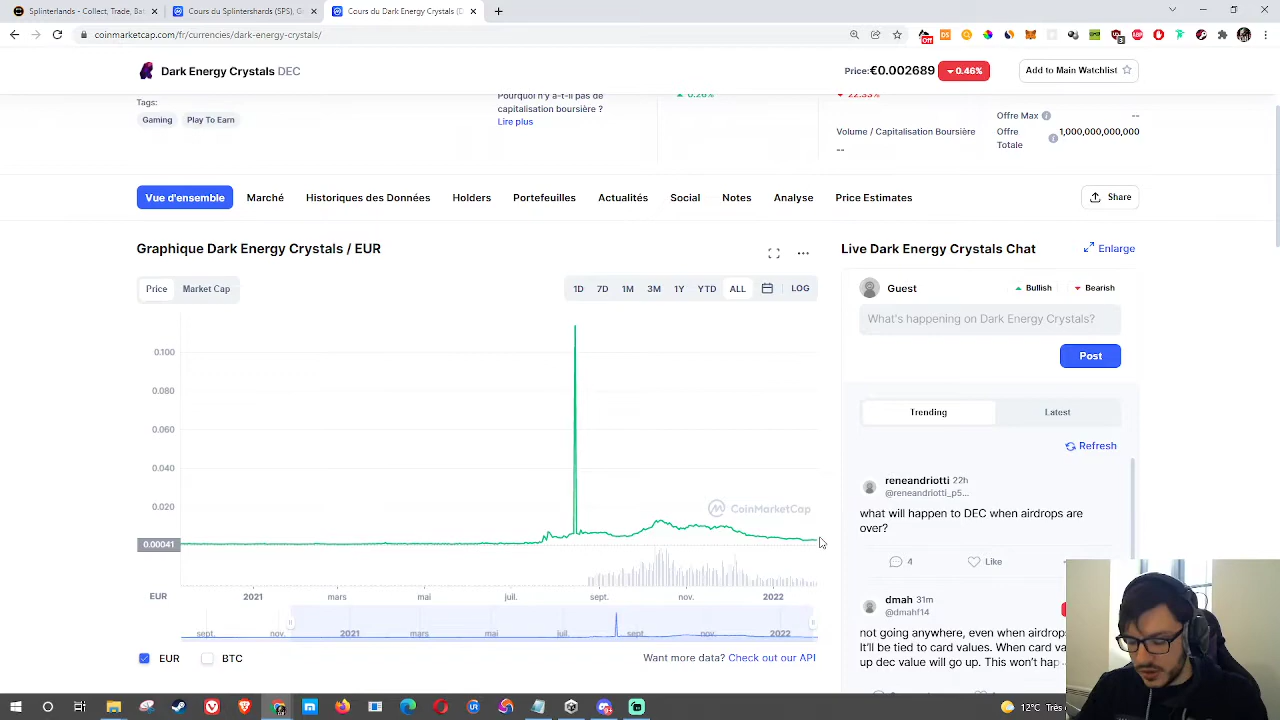 Splinterlands - Collect, Trade, Ba
Cours du Splintershards (SPS), G
Cours du Dark Energy Crystals (D
coinmarketcap.com/fr/currencies/dark-energy-crystals/
Dark Energy Crystals DEC
Price: €0.002689
0.46%
Add to Main Watchlist
Tags:
Gaming
Play To Earn
Pourquoi n'y a-t-il pas de
capitalisation boursière ?
Lire plus
0.26%
22.93%
Volume / Capitalisation Boursière
--
Offre Max
--
Offre
Totale
1,000,000,000,000
Vue d'ensemble
Marché
Historiques des Données
Holders
Portefeuilles
Actualités
Social
Notes
Analyse
Price Estimates
Share
Graphique Dark Energy Crystals / EUR
Price
Market Cap
1D
7D
1M
3M
1Y
YTD
ALL
LOG
0.100
0.080
0.060
0.040
0.020
0.00041
CoinMarketCap
EUR
2021
mars
mai
juil.
sept.
nov.
2022
sept.
nov.
2021
mars
mai
juil.
sept.
nov.
2022
EUR
BTC
Want more data? Check out our API
Live Dark Energy Crystals Chat
Enlarge
Guest
Bullish
Bearish
What's happening on Dark Energy Crystals?
Post
Trending
Latest
Refresh
reneandriotti 22h
@reneandriotti_p5...
what will happen to DEC when airdrops are
over?
4
Like
dmah 31m
@dmahf14
not going anywhere, even when airdrop
It'll be tied to card values. When card va
up dec value will go up. This won't hap
12°C